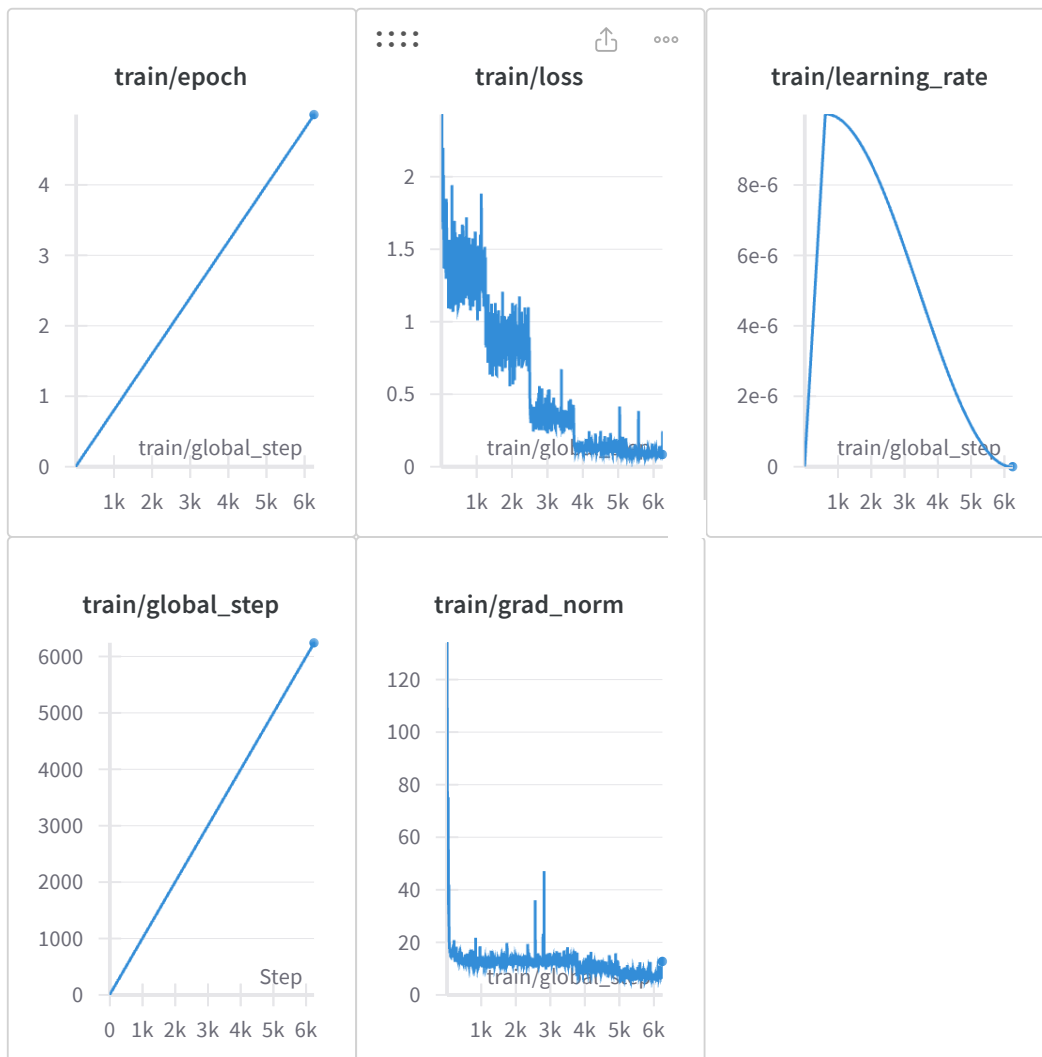 train/epoch
4
3
2
1
0
train/global_step
1k 2k 3k 4k 5k 6k
train/loss
2
1.5
1
0.5
0
train/global_step
1k 2k 3k 4k 5k 6k
train/learning_rate
8e-6
6e-6
4e-6
2e-6
0
train/global_step
1k 2k 3k 4k 5k 6k
train/global_step
6000
5000
4000
3000
2000
1000
0
Step
0 1k 2k 3k 4k 5k 6k
train/grad_norm
120
100
80
60
40
20
0
train/global_step
1k 2k 3k 4k 5k 6k